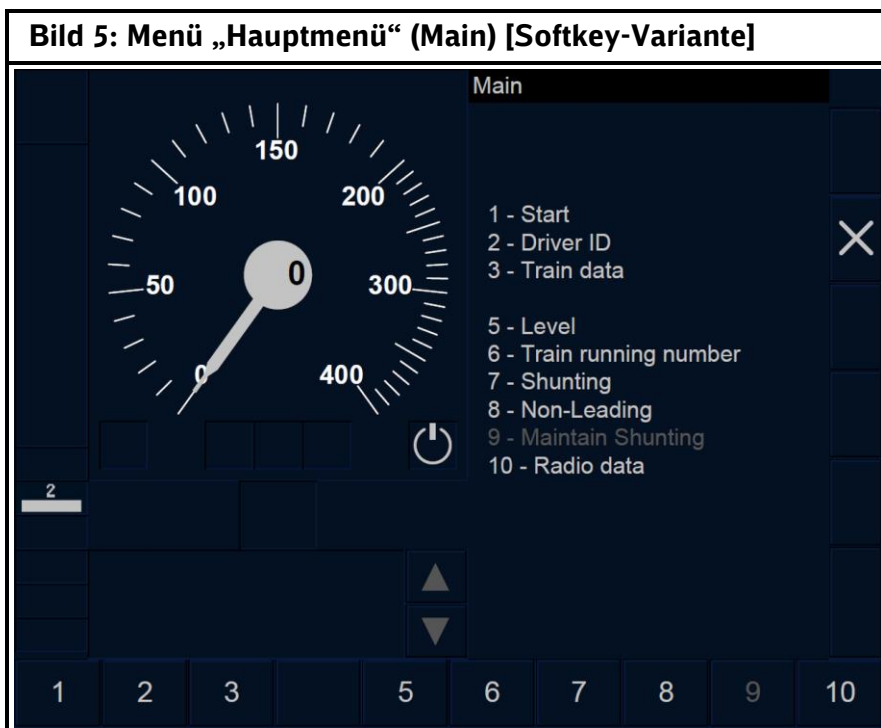 Bild 5: Menü „Hauptmenü“ (Main) [Softkey-Variante]
Main
150
100
200
50
0
300
0
400
1 - Start
2 - Driver ID
3 - Train data
5 - Level
6 - Train running number
7 - Shunting
8 - Non-Leading
9 - Maintain Shunting
10 - Radio data
2
1 2 3 5 6 7 8 9 10